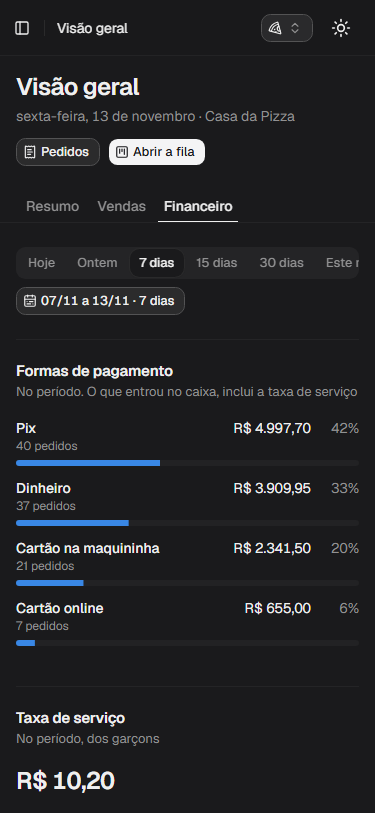 Visão geral
Visão geral
sexta-feira, 13 de novembro · Casa da Pizza
Pedidos
Abrir a fila
Resumo
Vendas
Financeiro
Hoje
Ontem
7 dias
15 dias
30 dias
Este
07/11 a 13/11 · 7 dias
Formas de pagamento
No período. O que entrou no caixa, inclui a taxa de serviço
Pix R$ 4.997,70 42%
40 pedidos
Dinheiro R$ 3.909,95 33%
37 pedidos
Cartão na maquininha R$ 2.341,50 20%
21 pedidos
Cartão online R$ 655,00 6%
7 pedidos
Taxa de serviço
No período, dos garçons
R$ 10,20